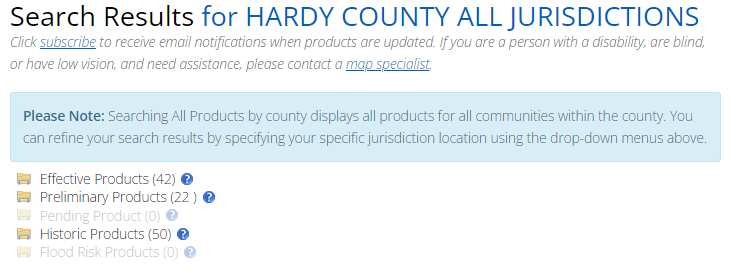 Search Results for HARDY COUNTY ALL JURISDICTIONS
Click subscribe to receive email notifications when products are updated. If you are a person with a disability, are blind,
or have low vision, and need assistance, please contact a map specialist.
Please Note: Searching All Products by county displays all products for all communities within the county. You
can refine your search results by specifying your specific jurisdiction location using the drop-down menus above.
Effective Products (42) ?
Preliminary Products (22 ) ?
Pending Product (0) ?
Historic Products (50) ?
Flood Risk Products (0) ?